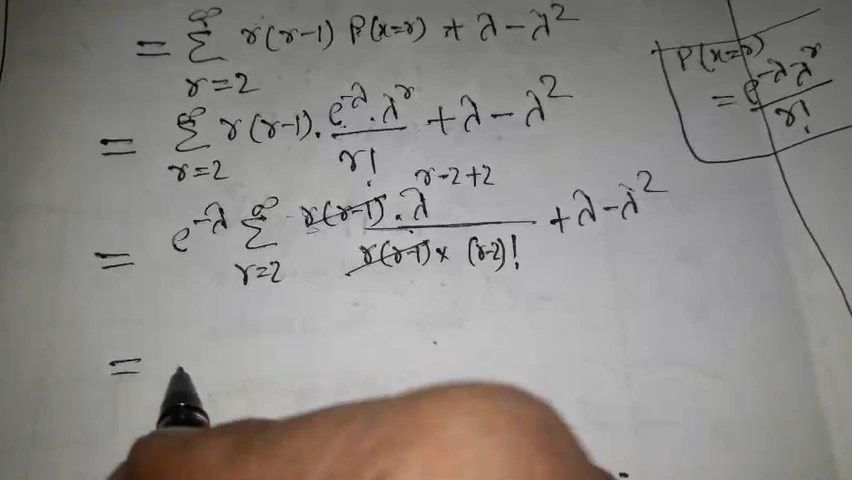 = ∞ Σ r=2 r(r-1) P(x=r) + λ - λ²
= Σ r=2 r(r-1) · e^-λ · λ^r / r! + λ - λ²
= e^-λ ∞ Σ r=2 r(r-1) · λ^r-2+2 / r(r-1) × (r-2)! + λ - λ²
=
P(x=r)
= e^-λ λ^r / r!